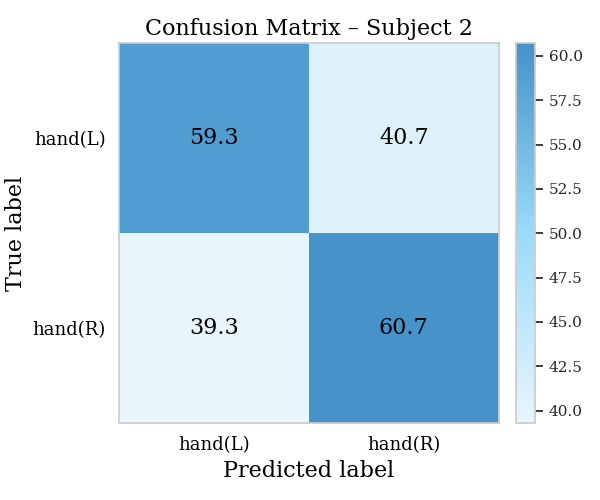 Confusion Matrix – Subject 2
hand(L)
59.3
40.7
hand(R)
39.3
60.7
True label
hand(L)
hand(R)
Predicted label
60.0
57.5
55.0
52.5
50.0
47.5
45.0
42.5
40.0